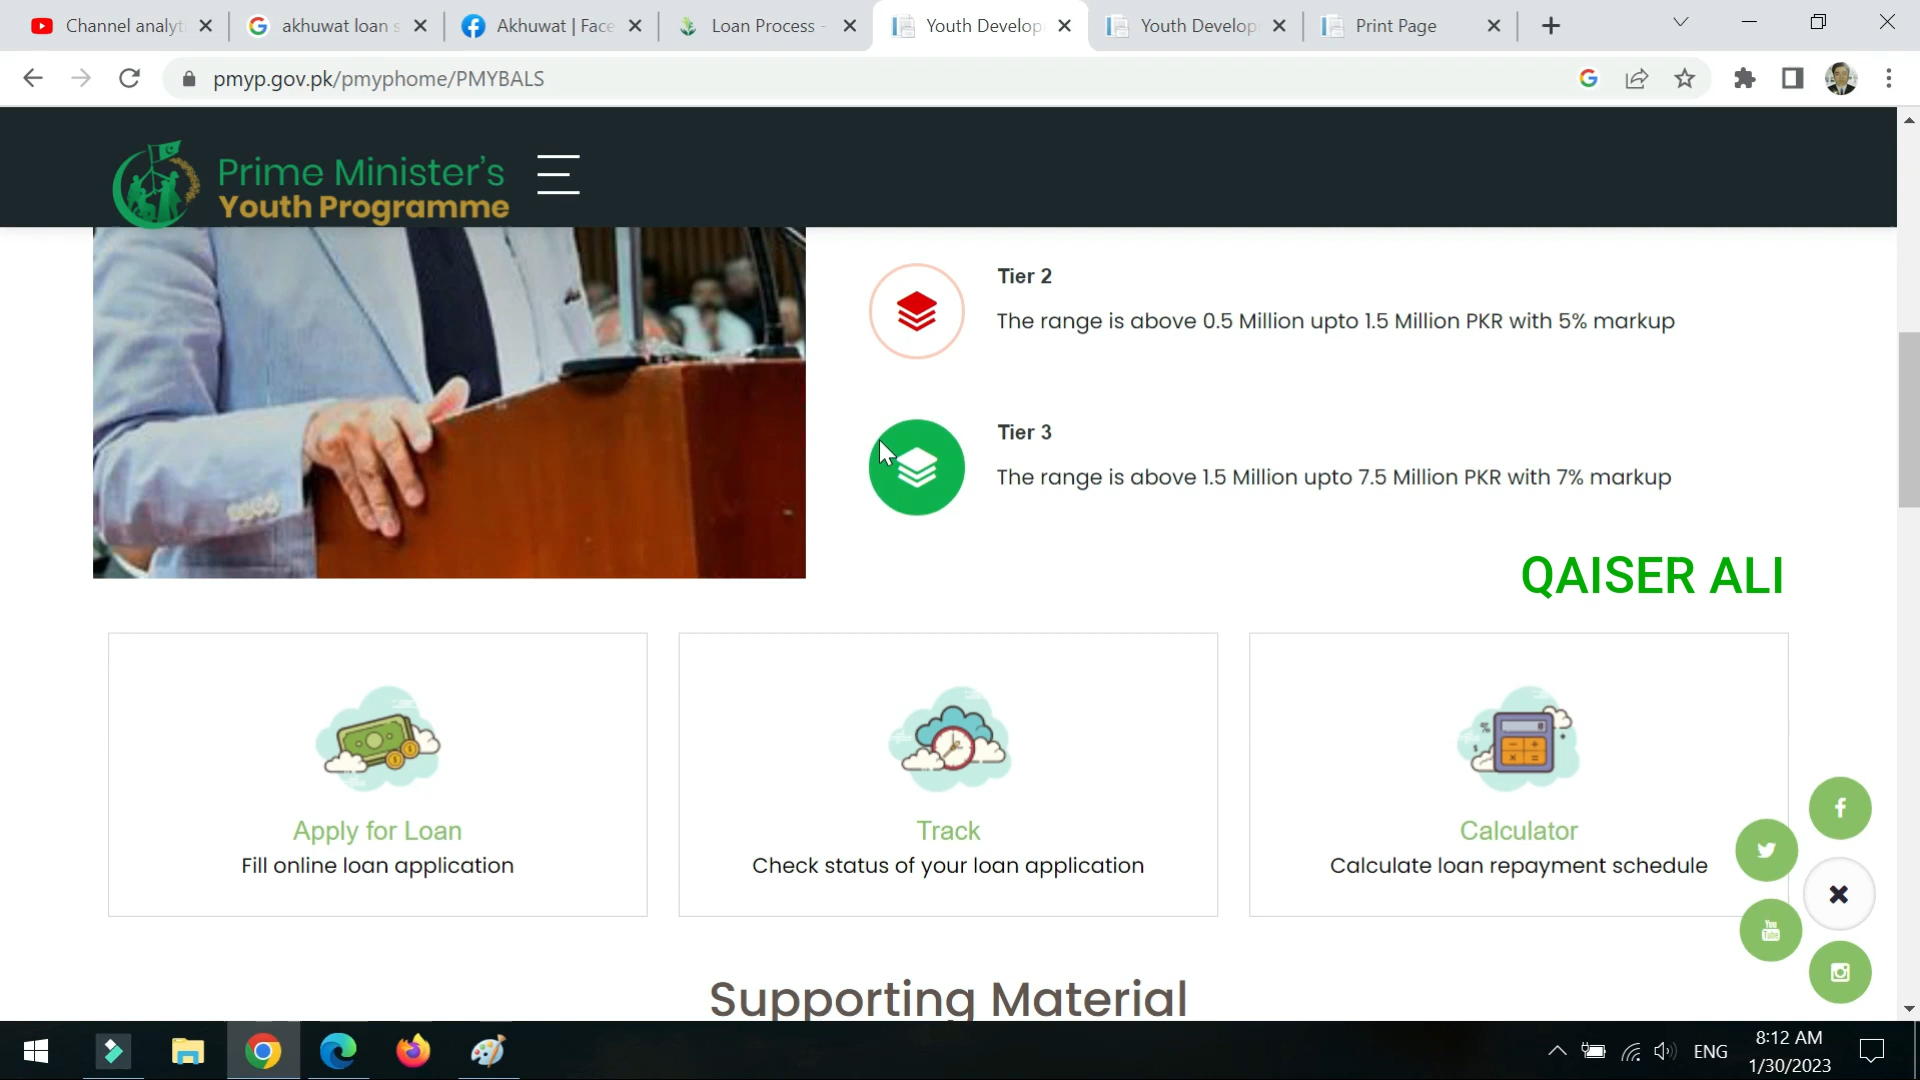 Channel analyt
akhuwat loan s
Akhuwat | Face
Loan Process -
Youth Develop
Youth Develop
Print Page
pmyp.gov.pk/pmyphome/PMYBALS
Prime Minister's
Youth Programme
Tier 2
The range is above 0.5 Million upto 1.5 Million PKR with 5% markup
Tier 3
The range is above 1.5 Million upto 7.5 Million PKR with 7% markup
QAISER ALI
Apply for Loan
Fill online loan application
Track
Check status of your loan application
Calculator
Calculate loan repayment schedule
You
Tube
Supporting Material
ENG
8:12 AM
1/30/2023